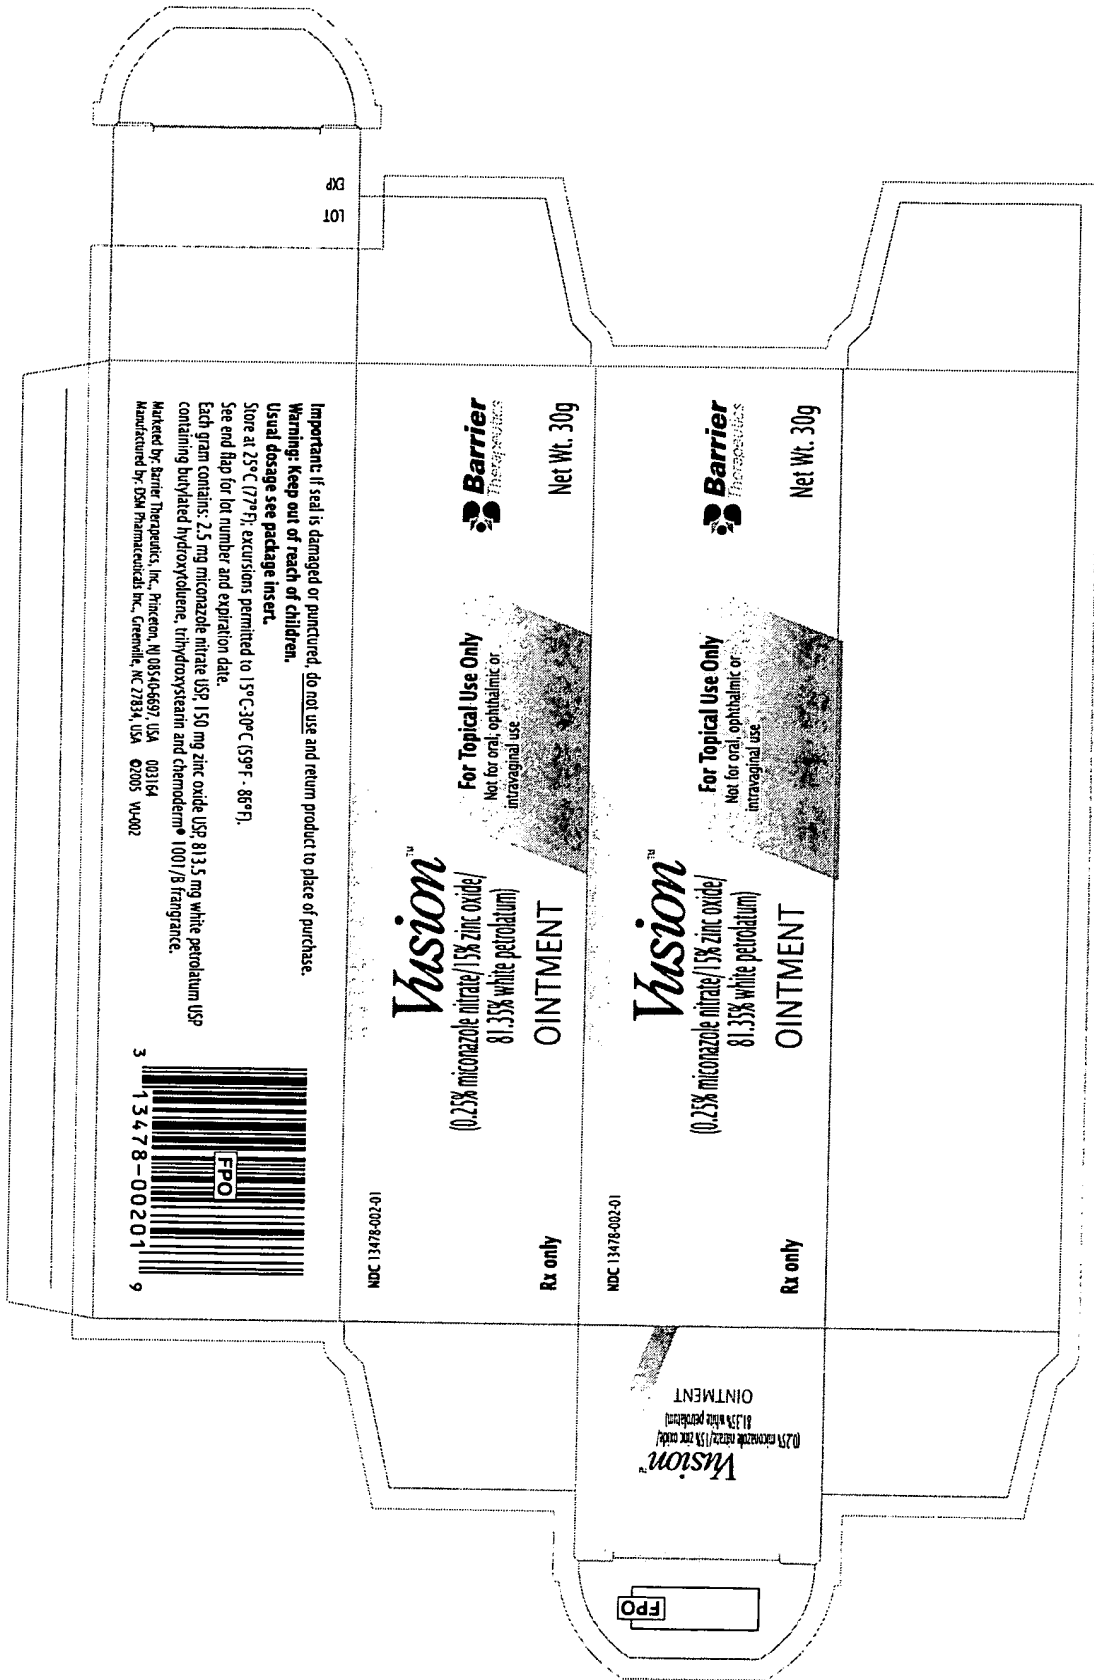 LOT
EXP
Important: If seal is damaged or punctured, do not use and return product to place of purchase.
Warning: Keep out of reach of children.
Usual dosage see package insert.
Store at 25°C (77°F); excursions permitted to 15°C-30°C (59°F - 86°F).
See end flap for lot number and expiration date.
Each gram contains: 2.5 mg miconazole nitrate USP, 150 mg zinc oxide USP, 813.5 mg white petrolatum USP
containing butylated hydroxytoluene, trihydroxystearin and chemoderm® 1001/B frangrance.
Marketed by: Barrier Therapeutics, Inc., Princeton, NJ 08540-6697, USA 003164
Manufactured by: DSM Pharmaceuticals Inc., Greenville, NC 27834, USA ©2005 VU-002
FPO
3 13478-00201 9
NDC 13478-002-01
Vusion™
(0.25% miconazole nitrate/15% zinc oxide/
81.35% white petrolatum)
OINTMENT
Rx only
For Topical Use Only
Not for oral, ophthalmic or
intravaginal use
Barrier
Therapeutics
Net Wt. 30g
NDC 13478-002-01
Vusion™
(0.25% miconazole nitrate/15% zinc oxide/
81.35% white petrolatum)
OINTMENT
Rx only
For Topical Use Only
Not for oral, ophthalmic or
intravaginal use
Barrier
Therapeutics
Net Wt. 30g
Vusion™
(0.25% miconazole nitrate/15% zinc oxide/
81.35% white petrolatum)
OINTMENT
FPO